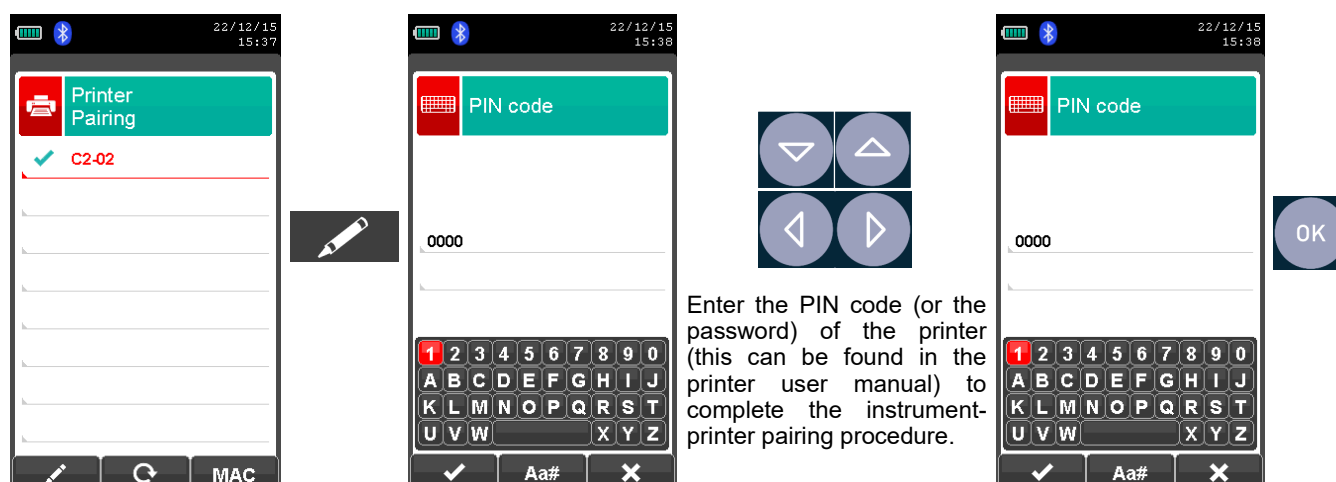 22/12/15
15:37
Printer
Pairing
C2-02
MAC
22/12/15
15:38
PIN code
0000
1 2 3 4 5 6 7 8 9 0
A B C D E F G H I J
K L M N O P Q R S T
U V W X Y Z
Aa#
Enter the PIN code (or the
password) of the printer
(this can be found in the
printer user manual) to
complete the instrument-
printer pairing procedure.
22/12/15
15:38
PIN code
0000
1 2 3 4 5 6 7 8 9 0
A B C D E F G H I J
K L M N O P Q R S T
U V W X Y Z
Aa#
OK